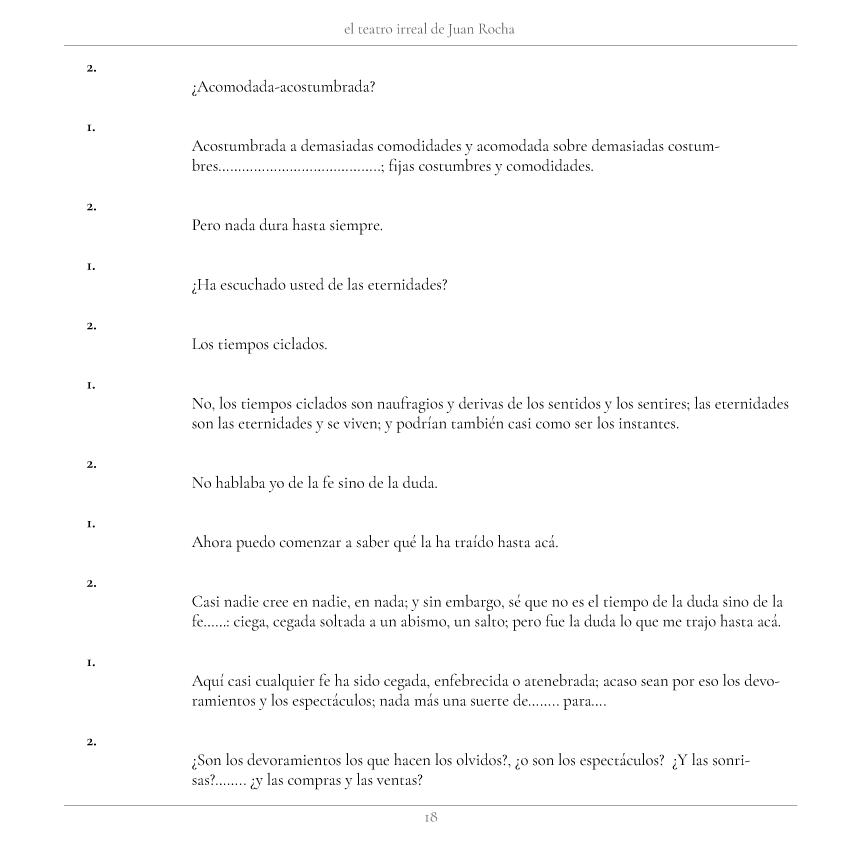 el teatro irreal de Juan Rocha
2.
¿Acomodada-acostumbrada?
1.
Acostumbrada a demasiadas comodidades y acomodada sobre demasiadas costum-
bres.......................................; fijas costumbres y comodidades.
2.
Pero nada dura hasta siempre.
1.
¿Ha escuchado usted de las eternidades?
2.
Los tiempos ciclados.
1.
No, los tiempos ciclados son naufragios y derivas de los sentidos y los sentires; las eternidades
son las eternidades y se viven; y podrían también casi como ser los instantes.
2.
No hablaba yo de la fe sino de la duda.
1.
Ahora puedo comenzar a saber qué la ha traído hasta acá.
2.
Casi nadie cree en nadie, en nada; y sin embargo, sé que no es el tiempo de la duda sino de la
fe......: ciega, cegada soltada a un abismo, un salto; pero fue la duda lo que me trajo hasta acá.
1.
Aquí casi cualquier fe ha sido cegada, enfebrecida o atenebrada; acaso sean por eso los devo-
ramientos y los espectáculos; nada más una suerte de........ para....
2.
¿Son los devoramientos los que hacen los olvidos?, ¿o son los espectáculos?  ¿Y las sonri-
sas?........ ¿y las compras y las ventas?
18